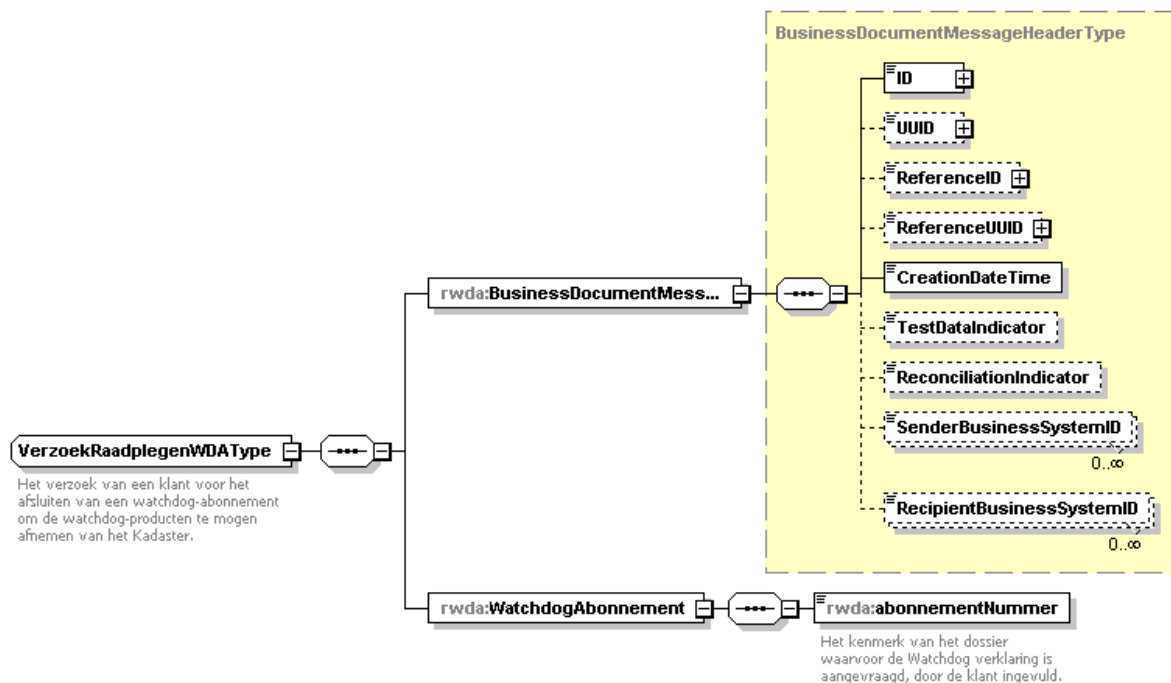 BusinessDocumentMessageHeaderType
ID
UUID
ReferenceID
ReferenceUUID
CreationDateTime
rwda:BusinessDocumentMess...
TestDataIndicator
ReconciliationIndicator
SenderBusinessSystemID
0..∞
VerzoekRaadplegenWDAType
Het verzoek van een klant voor het
afsluiten van een watchdog-abonnement
om de watchdog-producten te mogen
afnemen van het Kadaster.
RecipientBusinessSystemID
0..∞
rwda:WatchdogAbonnement
rwda:abonnementNummer
Het kenmerk van het dossier
waarvoor de Watchdog verklaring is
aangevraagd, door de klant ingevuld.